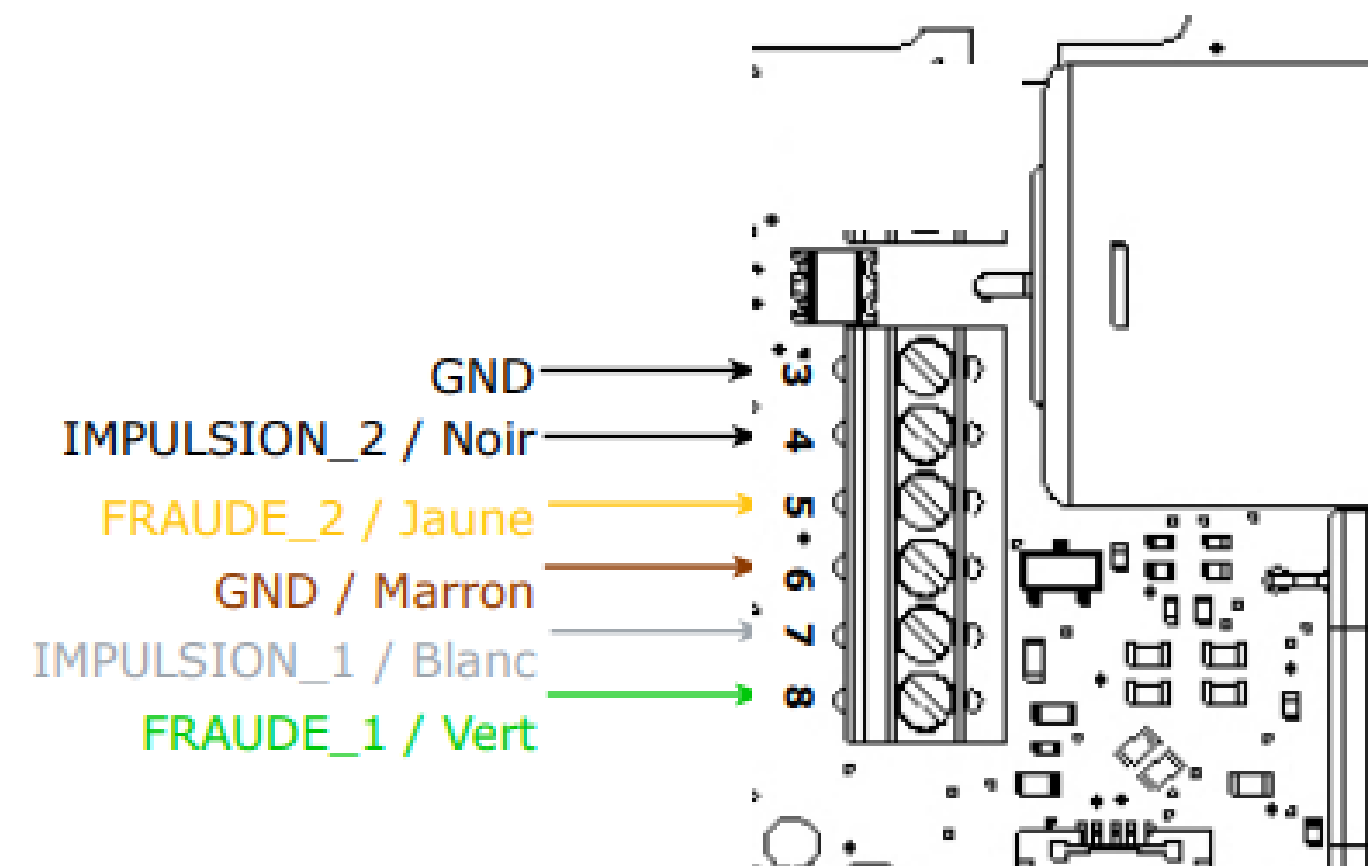 GND
3
IMPULSION_2 / Noir
4
FRAUDE_2 / Jaune
5
GND / Marron
6
IMPULSION_1 / Blanc
7
FRAUDE_1 / Vert
8